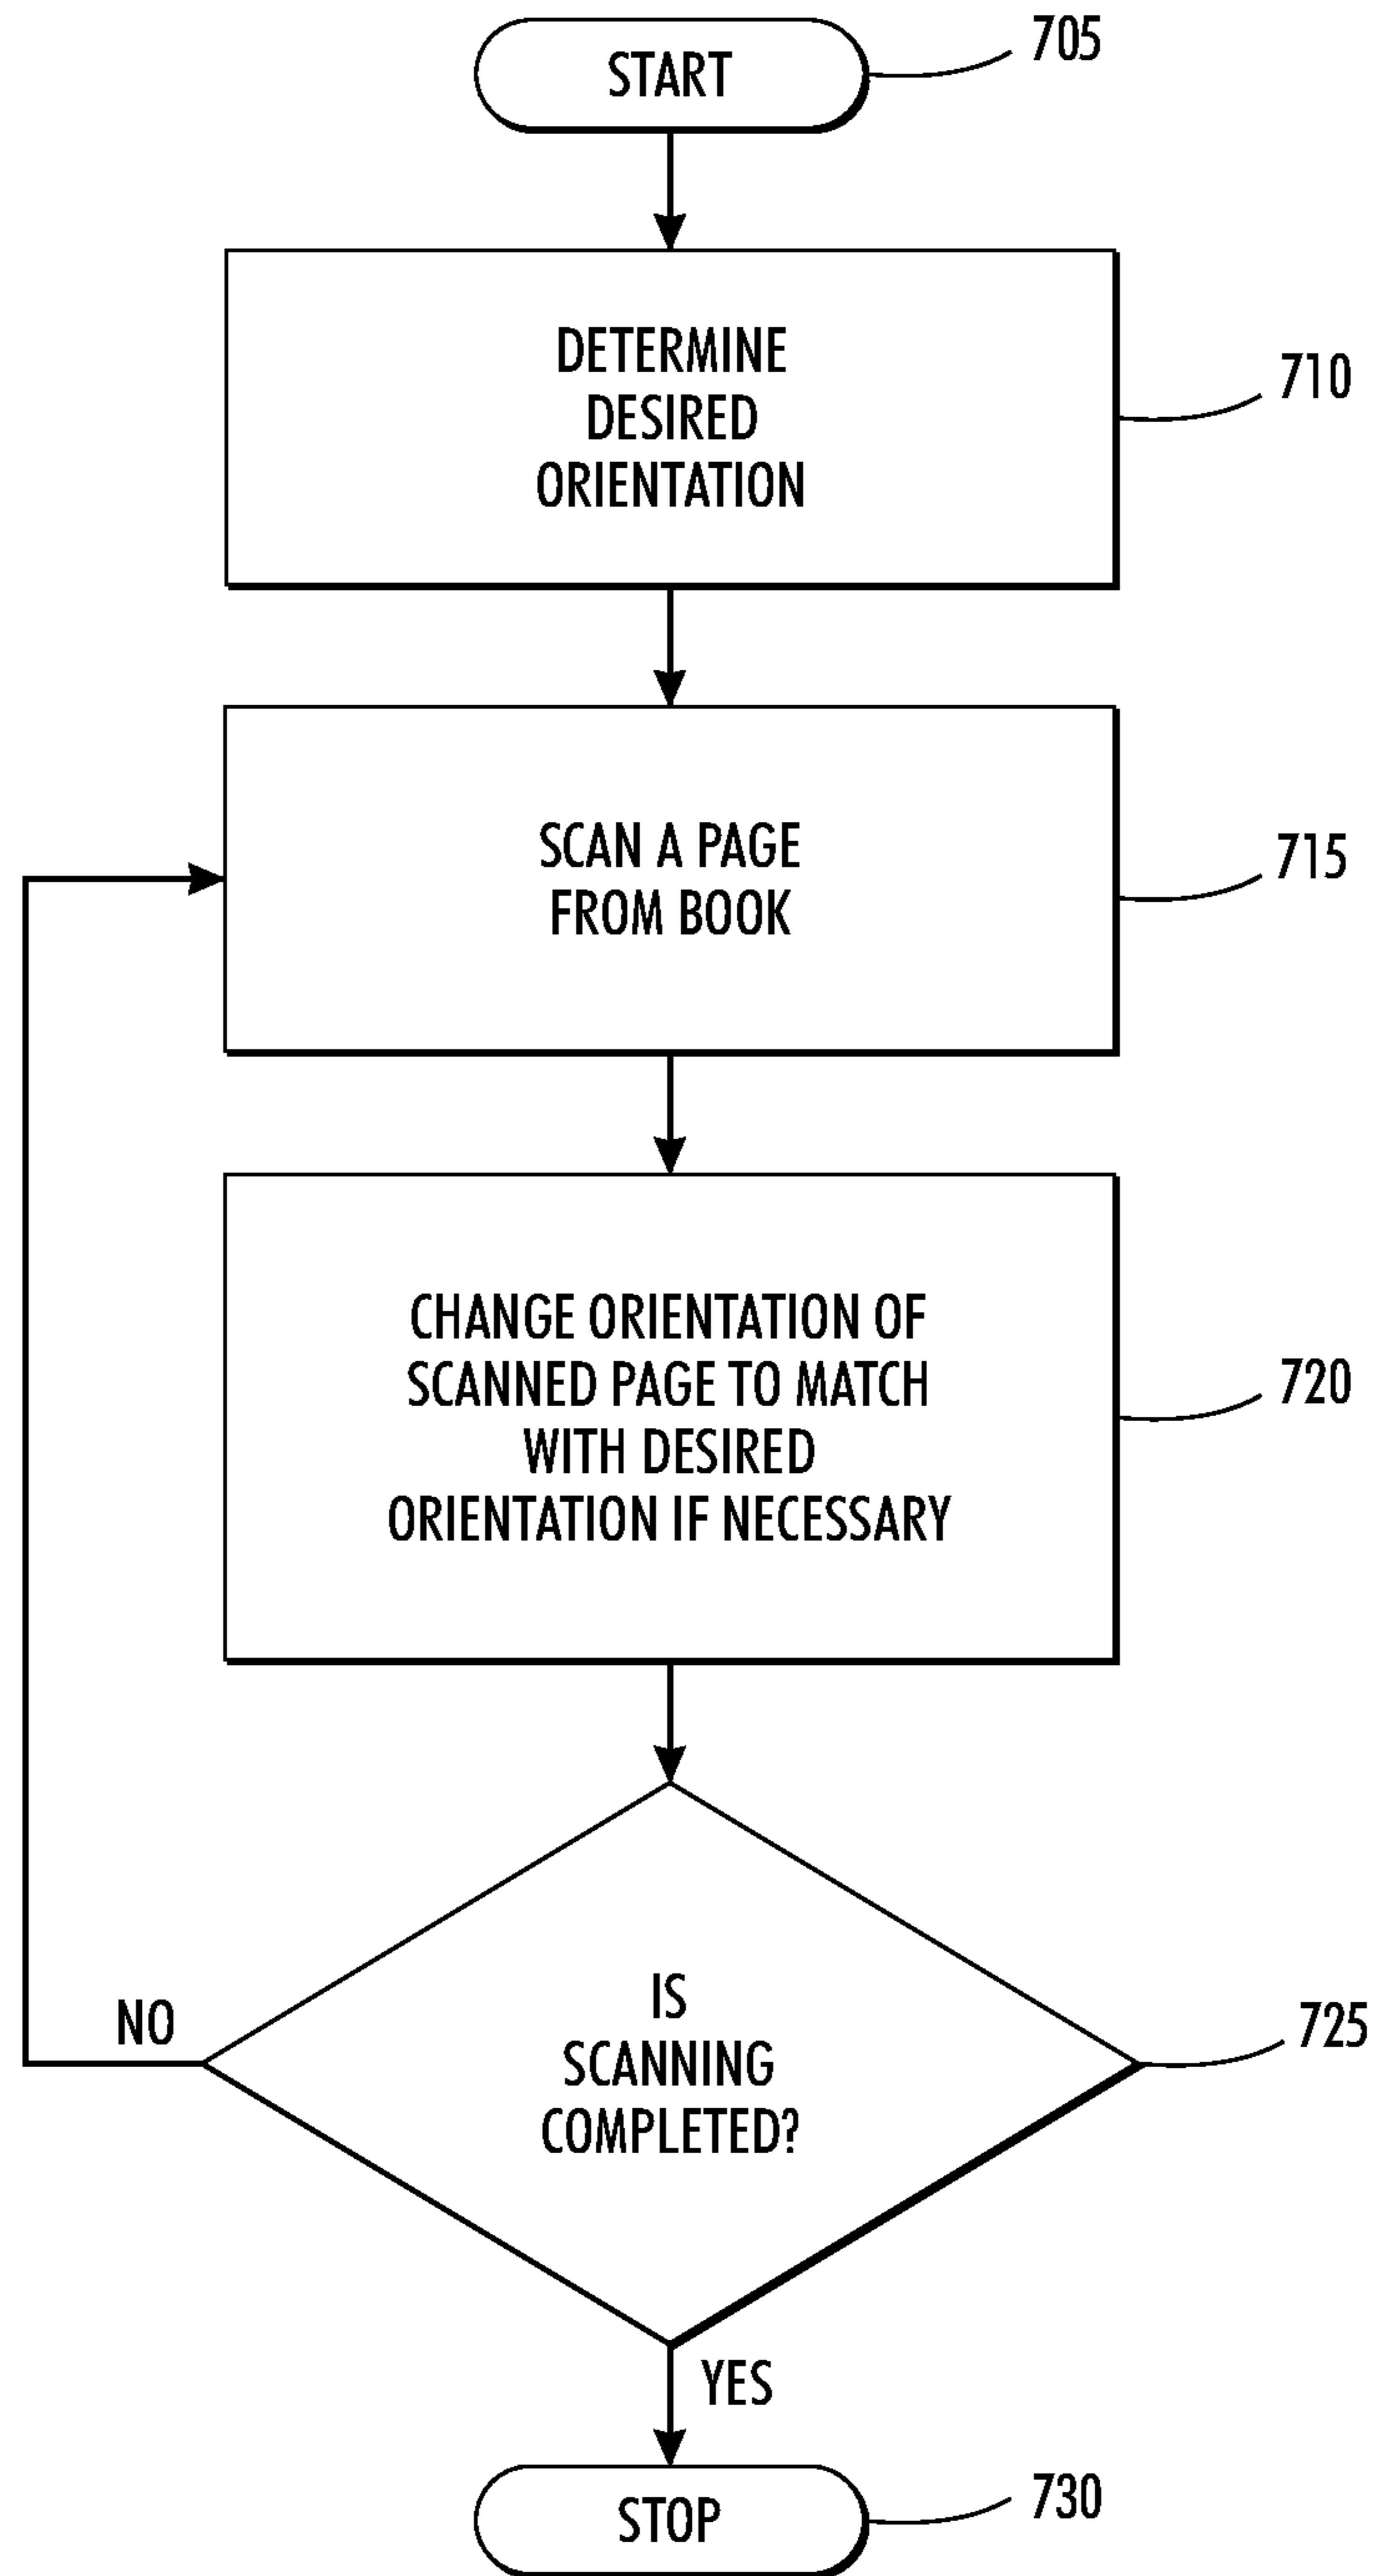 START
705
DETERMINE
DESIRED
ORIENTATION
710
SCAN A PAGE
FROM BOOK
715
CHANGE ORIENTATION OF
SCANNED PAGE TO MATCH
WITH DESIRED
ORIENTATION IF NECESSARY
720
IS
SCANNING
COMPLETED?
NO
725
YES
STOP
730